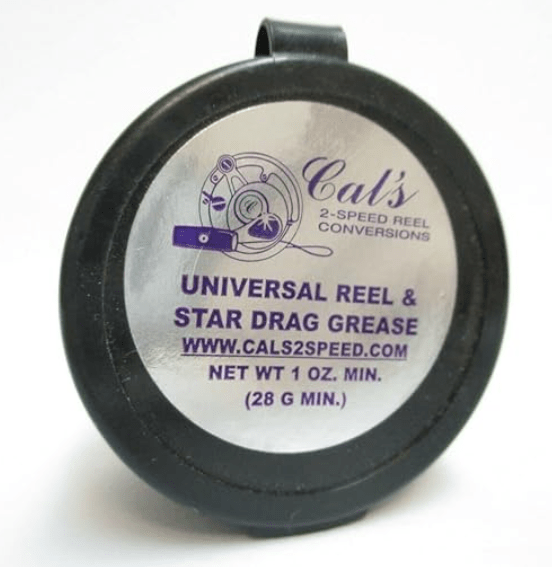 Cal's
2-SPEED REEL
CONVERSIONS
UNIVERSAL REEL &
STAR DRAG GREASE
WWW.CALS2SPEED.COM
NET WT 1 OZ. MIN.
(28 G MIN.)